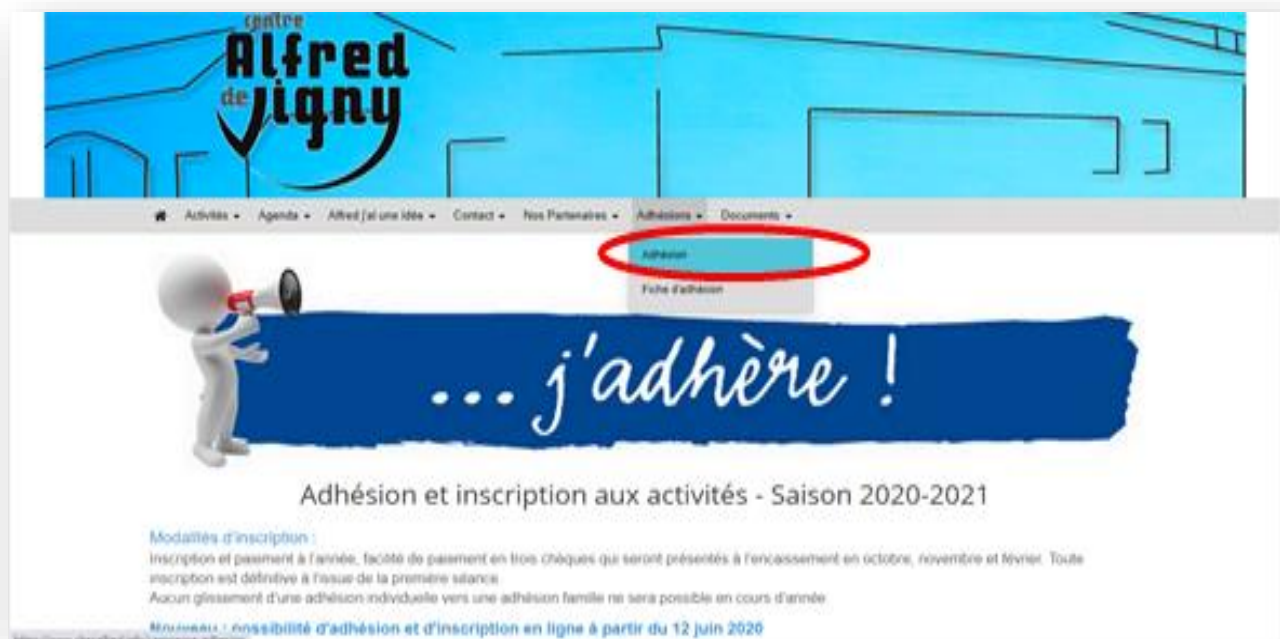 centre
Alfred
de Vigny
Activités Agenda Alfred j'ai une idée Contact Nos Partenaires Adhésions Documents
Adhésion
Fiche d'adhésion
... j'adhère !
Adhésion et inscription aux activités - Saison 2020-2021
Modalités d'inscription :
Inscription et paiement à l'année, facilité de paiement en trois chèques qui seront présentés à l'encaissement en octobre, novembre et février. Toute
inscription est définitive à l'issue de la première séance
Aucun glissement d'une adhésion individuelle vers une adhésion famille ne sera possible en cours d'année
Nouveau : possibilité d'adhésion et d'inscription en ligne à partir du 12 juin 2020